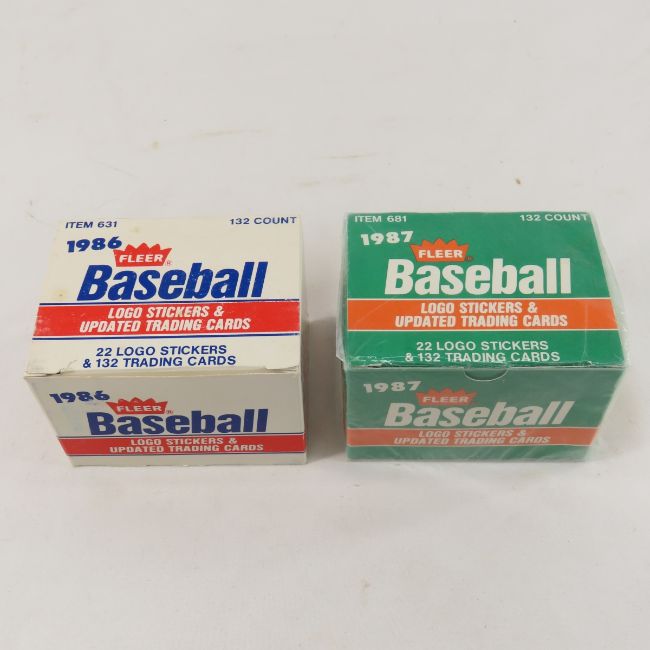 ITEM 631 132 COUNT
1986
FLEER®
Baseball
LOGO STICKERS &
UPDATED TRADING CARDS
22 LOGO STICKERS
& 132 TRADING CARDS
1986
FLEER®
Baseball
LOGO STICKERS &
UPDATED TRADING CARDS
ITEM 681 132 COUNT
1987
FLEER®
Baseball
LOGO STICKERS &
UPDATED TRADING CARDS
22 LOGO STICKERS
& 132 TRADING CARDS
1987
FLEER®
Baseball
LOGO STICKERS &
UPDATED TRADING CARDS